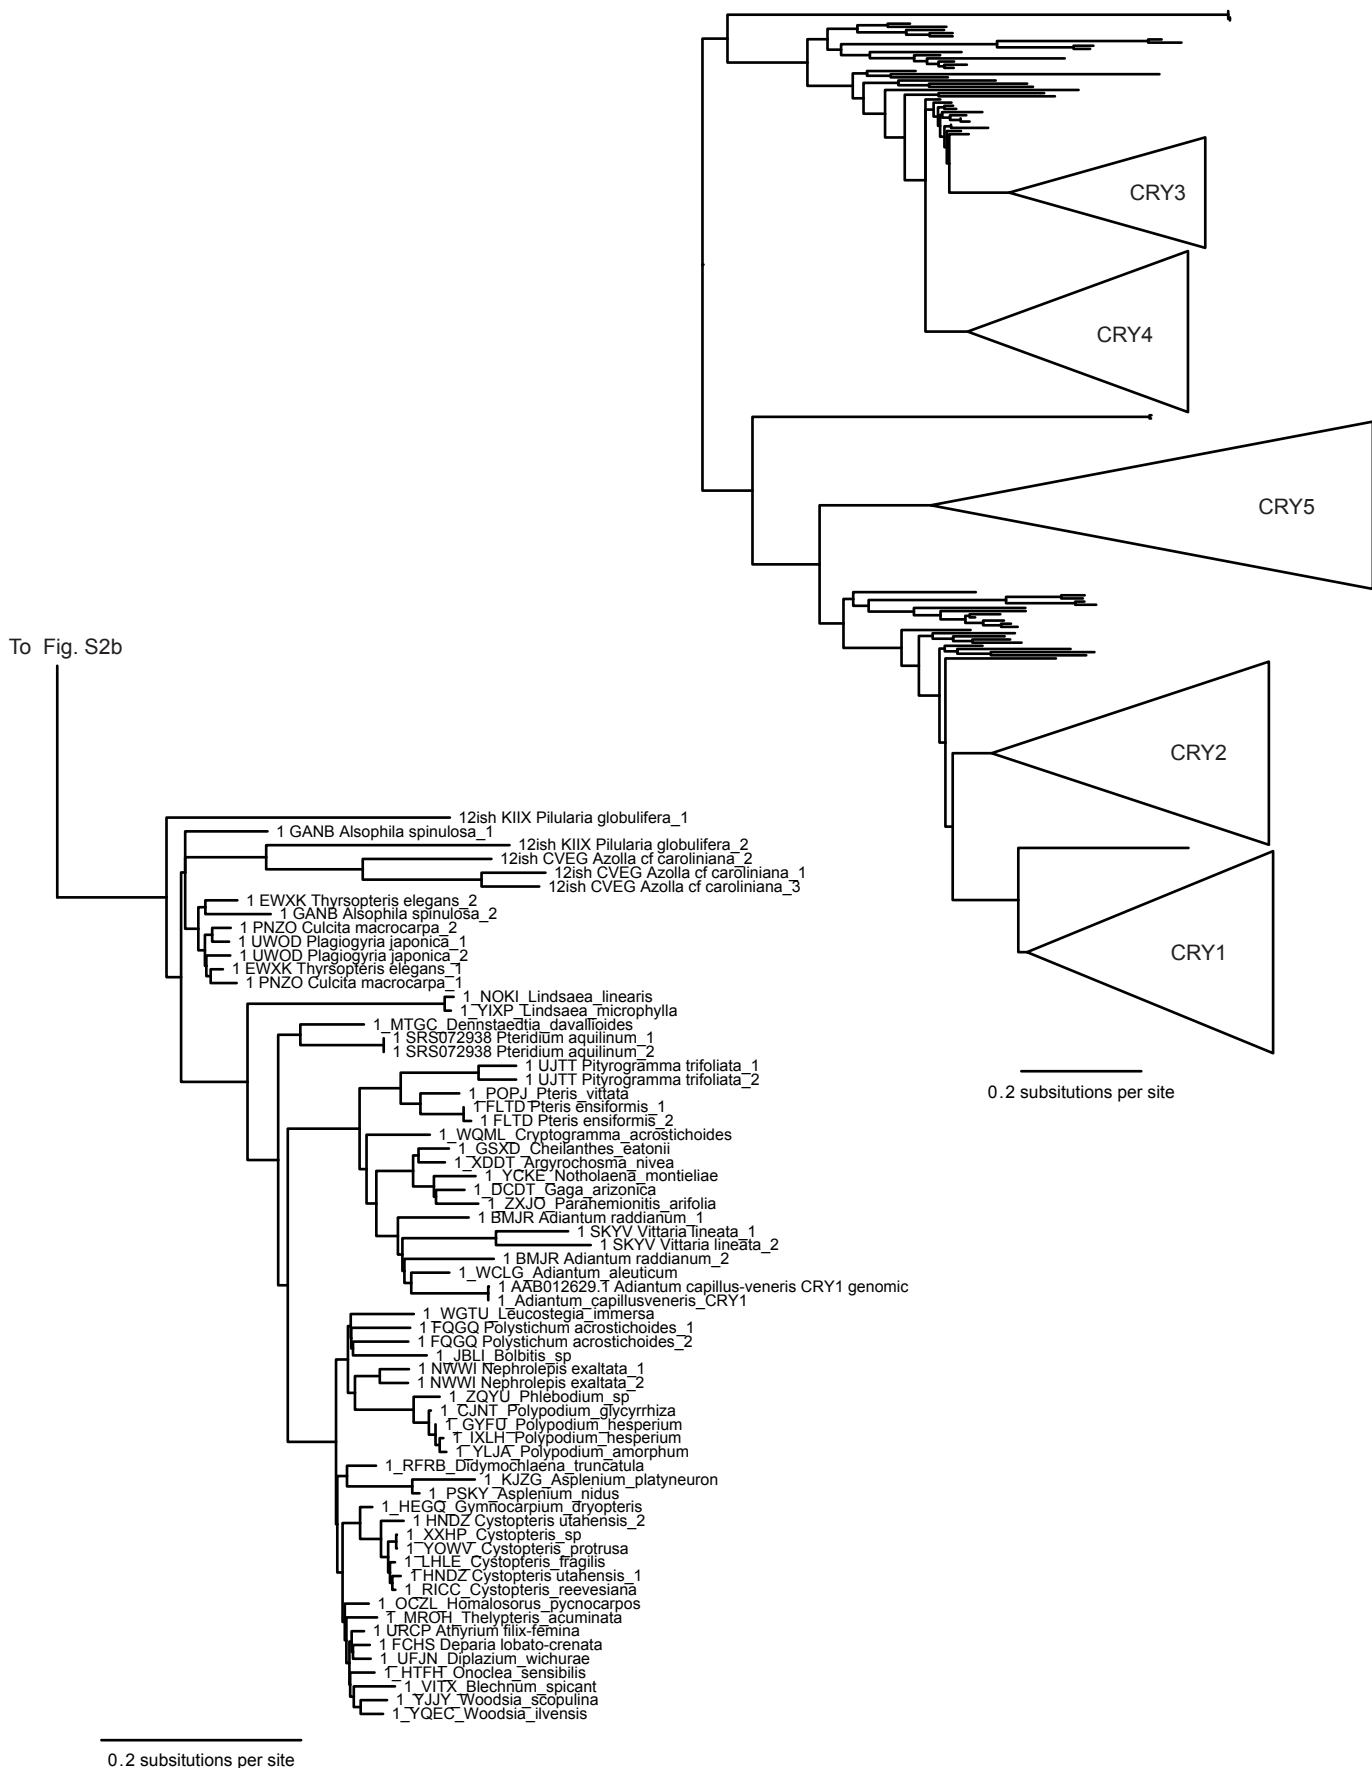 CRY3
CRY4
CRY5
CRY2
CRY1
0.2 subsitutions per site
To Fig. S2b
12ish KIIX Pilularia globulifera_1
1 GANB Alsophila spinulosa_1
12ish KIIX Pilularia globulifera_2
12ish CVEG Azolla cf caroliniana_2
12ish CVEG Azolla cf caroliniana_1
12ish CVEG Azolla cf caroliniana_3
1 EWXK Thyrsopteris elegans_2
1 GANB Alsophila spinulosa_2
1 PNZO Culcita macrocarpa_2
1 UWOD Plagiogyria japonica_1
1 UWOD Plagiogyria japonica_2
1 EWXK Thyrsopteris elegans_1
1 PNZO Culcita macrocarpa_1
1_NOKI_Lindsaea_linearis
1_YIXP_Lindsaea_microphylla
1_MTGC_Dennstaedtia_davallioides
1 SRS072938 Pteridium aquilinum_1
1 SRS072938 Pteridium aquilinum_2
1 UJTT Pityrogramma trifoliata_1
1 UJTT Pityrogramma trifoliata_2
1_POPJ_Pteris_vittata
1 FLTD Pteris ensiformis_1
1 FLTD Pteris ensiformis_2
1_WQML_Cryptogramma_acrostichoides
1_GSXD_Cheilanthes_eatonii
1_XDDT_Argyrochosma_nivea
1_YCKE_Notholaena_montieliae
1_DCDT_Gaga_arizonica
1_ZXJO_Parahemionitis_arifolia
1 BMJR Adiantum raddianum_1
1 SKYV Vittaria lineata_1
1 SKYV Vittaria lineata_2
1 BMJR Adiantum raddianum_2
1_WCLG_Adiantum_aleuticum
1 AAB012629.1 Adiantum capillus-veneris CRY1 genomic
1_Adiantum_capillusveneris_CRY1
1_WGTU_Leucostegia_immersa
1 FQGQ Polystichum acrostichoides_1
1 FQGQ Polystichum acrostichoides_2
1_JBLI_Bolbitis_sp
1 NWWI Nephrolepis exaltata_1
1 NWWI Nephrolepis exaltata_2
1_ZQYU_Phlebodium_sp
1_CJNT_Polypodium_glycyrrhiza
1_GYFU_Polypodium_hesperium
1_IXLH_Polypodium_hesperium
1_YLJA_Polypodium_amorphum
1_RFRB_Didymochlaena_truncatula
1_KJZG_Asplenium_platyneuron
1_PSKY_Asplenium_nidus
1_HEGQ_Gymnocarpium_dryopteris
1 HNDZ Cystopteris utahensis_2
1_XXHP_Cystopteris_sp
1_YOWV_Cystopteris_protrusa
1_LHLE_Cystopteris_fragilis
1 HNDZ Cystopteris utahensis_1
1_RICC_Cystopteris_reevesiana
1_OCZL_Homalosorus_pycnocarpos
1_MROH_Thelypteris_acuminata
1 URCP Athyrium filix-femina
1 FCHS Deparia lobato-crenata
1_UFJN_Diplazium_wichurae
1_HTFH_Onoclea_sensibilis
1_VITX_Blechnum_spicant
1_YJJY_Woodsia_scopulina
1_YQEC_Woodsia_ilvensis
0.2 subsitutions per site